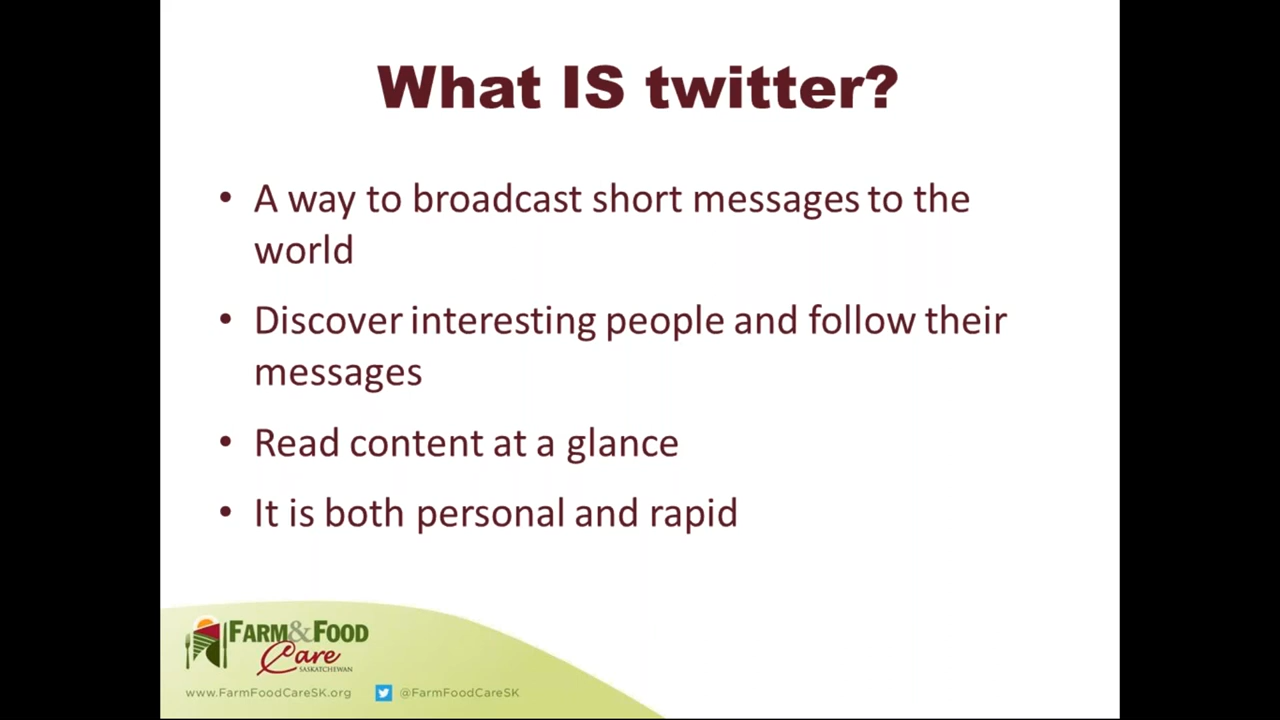 What IS twitter?
• A way to broadcast short messages to the
world
• Discover interesting people and follow their
messages
• Read content at a glance
• It is both personal and rapid
FARM&FOOD
Care
SASKATCHEWAN
www.FarmFoodCareSK.org @FarmFoodCareSK